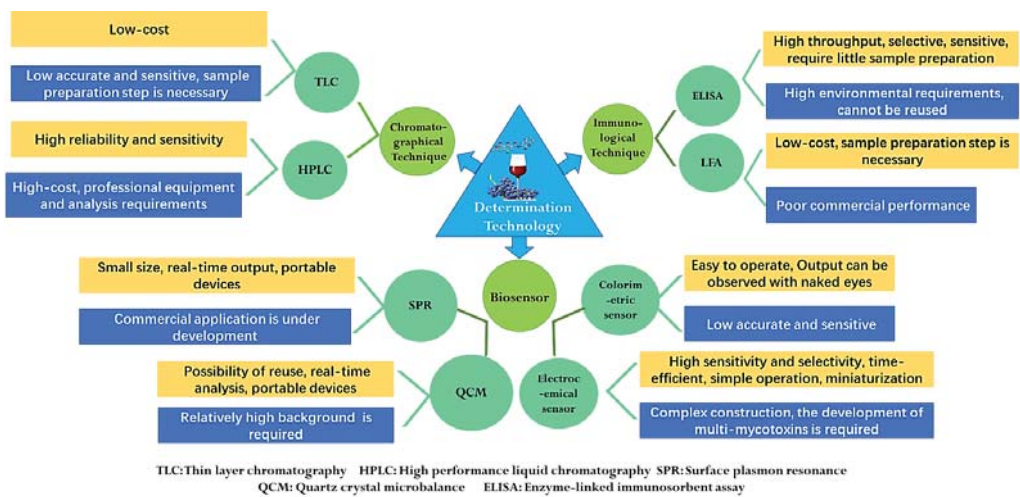 Low-cost
Low accurate and sensitive, sample
preparation step is necessary
TLC
High reliability and sensitivity
High-cost, professional equipment
and analysis requirements
HPLC
Chromato-
graphical
Technique
Determination
Technology
Immuno-
logical
Technique
ELISA
High throughput, selective, sensitive,
require little sample preparation
High environmental requirements,
cannot be reused
LFA
Low-cost, sample preparation step is
necessary
Poor commercial performance
Biosensor
Small size, real-time output, portable
devices
Commercial application is under
development
SPR
Possibility of reuse, real-time
analysis, portable devices
Relatively high background is
required
QCM
Colorim
-etric
sensor
Easy to operate, Output can be
observed with naked eyes
Low accurate and sensitive
Electroc
-emical
sensor
High sensitivity and selectivity, time-
efficient, simple operation, miniaturization
Complex construction, the development of
multi-mycotoxins is required
TLC: Thin layer chromatography HPLC: High performance liquid chromatography SPR: Surface plasmon resonance
QCM: Quartz crystal microbalance ELISA: Enzyme-linked immunosorbent assay